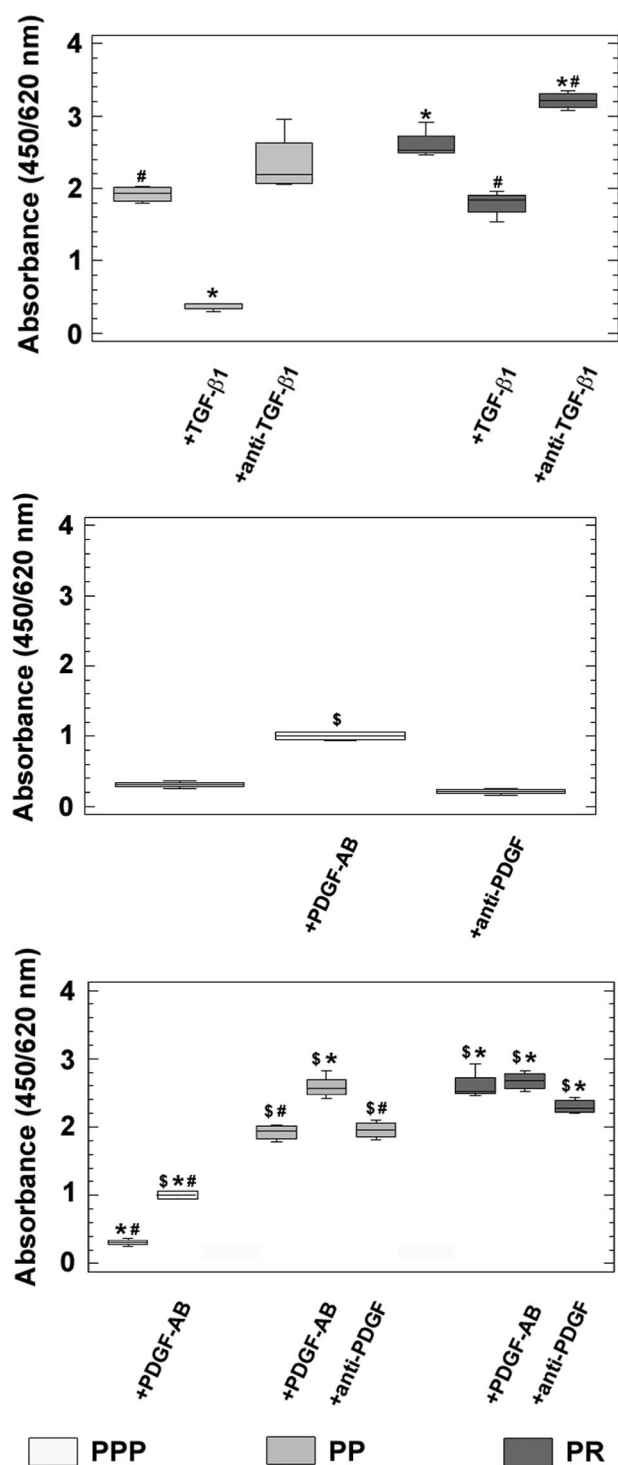 Absorbance (450/620 nm)
4
3
2
1
0
#
*
*
#
*#
+TGF-β1
+anti-TGF-β1
+TGF-β1
+anti-TGF-β1
Absorbance (450/620 nm)
4
3
2
1
0
$
+PDGF-AB
+anti-PDGF
Absorbance (450/620 nm)
4
3
2
1
0
*#
$*#
$#
$*
$#
$*
$*
$*
+PDGF-AB
+PDGF-AB
+anti-PDGF
+PDGF-AB
+anti-PDGF
PPP
PP
PR